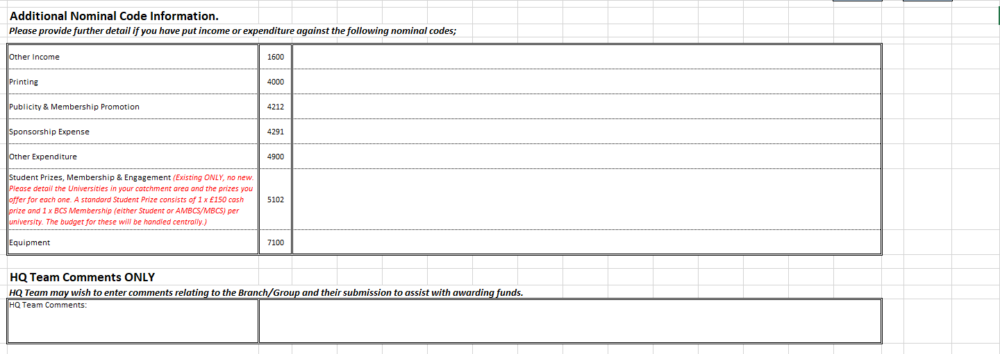 Additional Nominal Code Information.
Please provide further detail if you have put income or expenditure against the following nominal codes;
Other Income 1600
Printing 4000
Publicity & Membership Promotion 4212
Sponsorship Expense 4291
Other Expenditure 4900
Student Prizes, Membership & Engagement (Existing ONLY, no new.
Please detail the Universities in your catchment area and the prizes you
offer for each one. A standard Student Prize consists of 1 x £150 cash
prize and 1 x BCS Membership (either Student or AMBCS/MBCS) per
university. The budget for these will be handled centrally.)
5102
Equipment 7100
HQ Team Comments ONLY
HQ Team may wish to enter comments relating to the Branch/Group and their submission to assist with awarding funds.
HQ Team Comments: